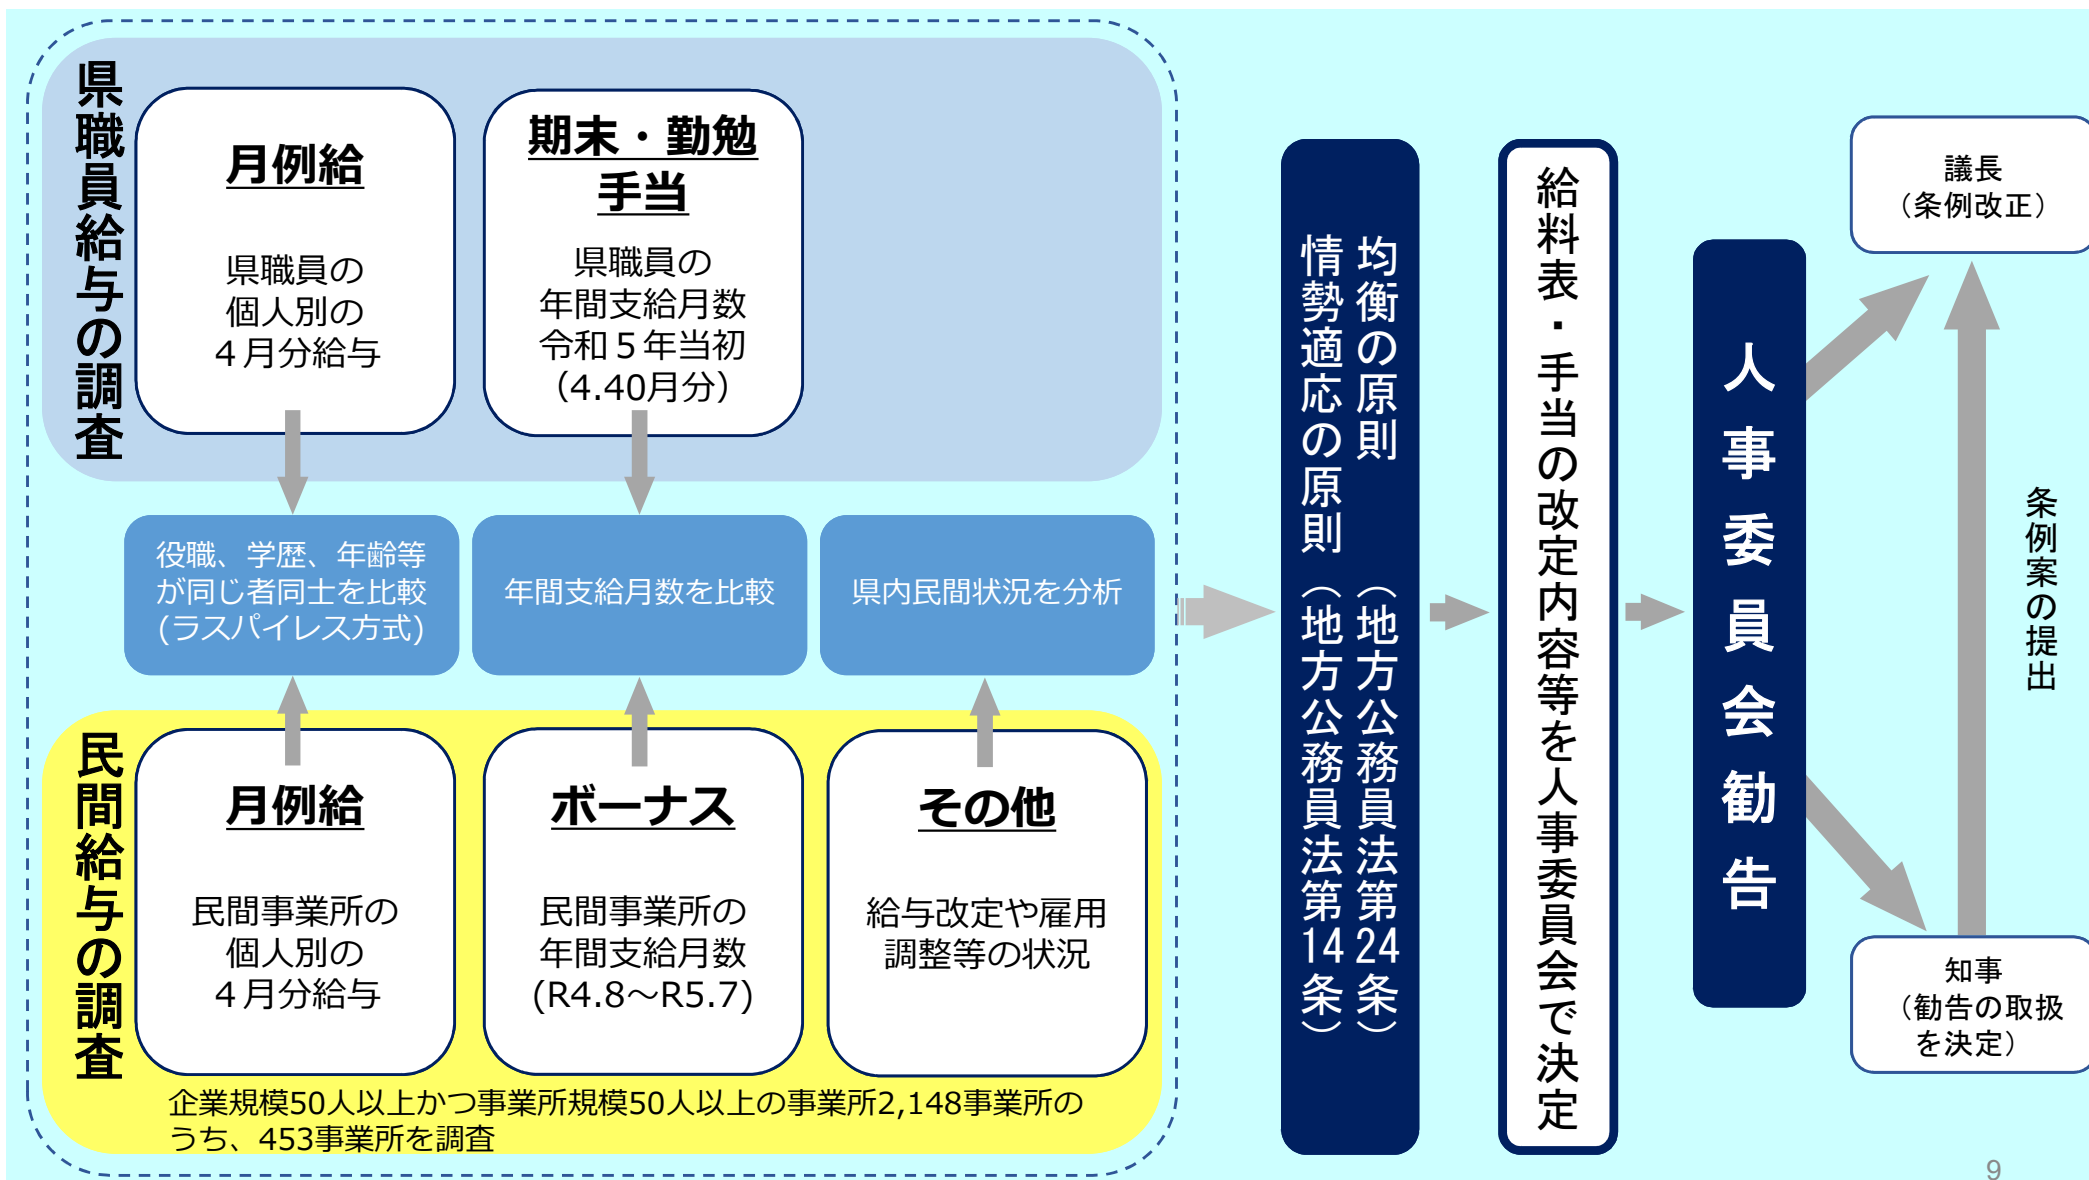 県職員給与の調査
月例給
県職員の
個人別の
４月分給与
期末・勤勉
手当
県職員の
年間支給月数
令和５年当初
（4.40月分）
役職、学歴、年齢等
が同じ者同士を比較
(ラスパイレス方式)
年間支給月数を比較
県内民間状況を分析
民間給与の調査
月例給
民間事業所の
個人別の
４月分給与
ボーナス
民間事業所の
年間支給月数
(R4.8～R5.7)
その他
給与改定や雇用
調整等の状況
企業規模50人以上かつ事業所規模50人以上の事業所2,148事業所の
うち、453事業所を調査
均衡の原則　　（地方公務員法第24条）
情勢適応の原則（地方公務員法第14条）
給料表・手当の改定内容等を人事委員会で決定
人事委員会勧告
議長
（条例改正）
条例案の提出
知事
（勧告の取扱
を決定）
9